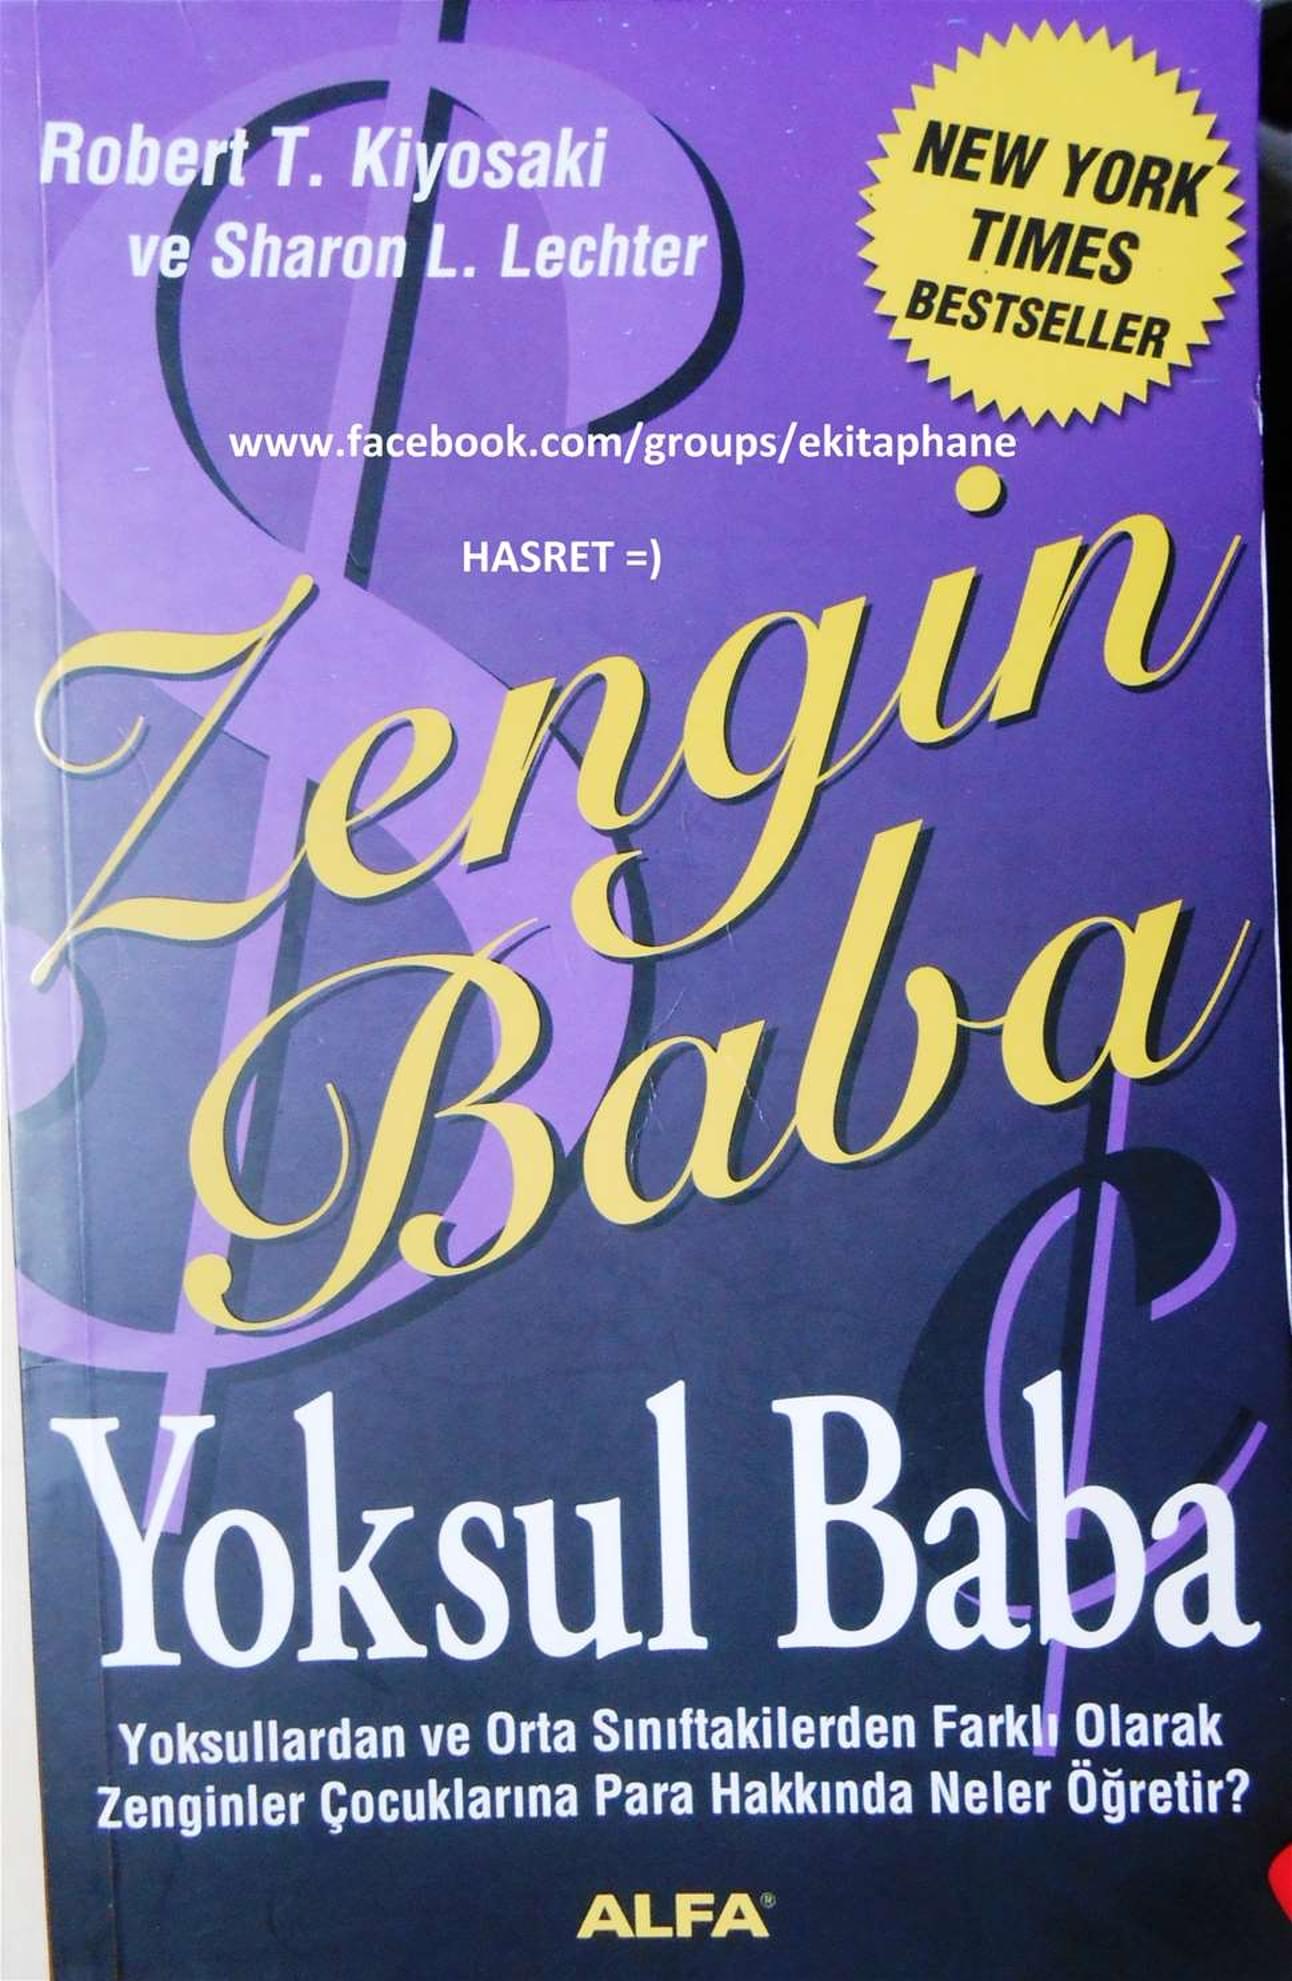 Robert T. Kiyosaki
ve Sharon L. Lechter
NEW YORK
TIMES
BESTSELLER
www.facebook.com/groups/ekitaphane
HASRET =)
Zengin
Baba
Yoksul Baba
Yoksullardan ve Orta Sınıftakilerden Farklı Olarak
Zenginler Çocuklarına Para Hakkında Neler Öğretir?
ALFA®